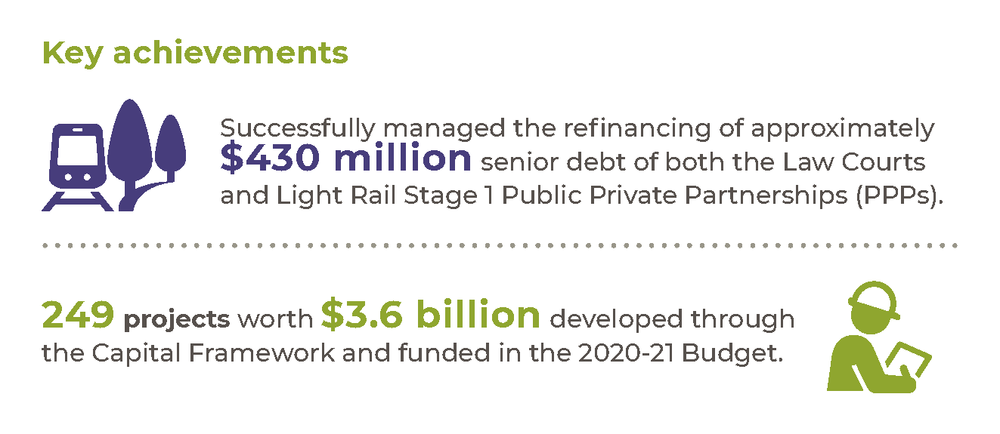 Key achievements
Successfully managed the refinancing of approximately
$430 million senior debt of both the Law Courts
and Light Rail Stage 1 Public Private Partnerships (PPPs).
249 projects worth $3.6 billion developed through
the Capital Framework and funded in the 2020-21 Budget.